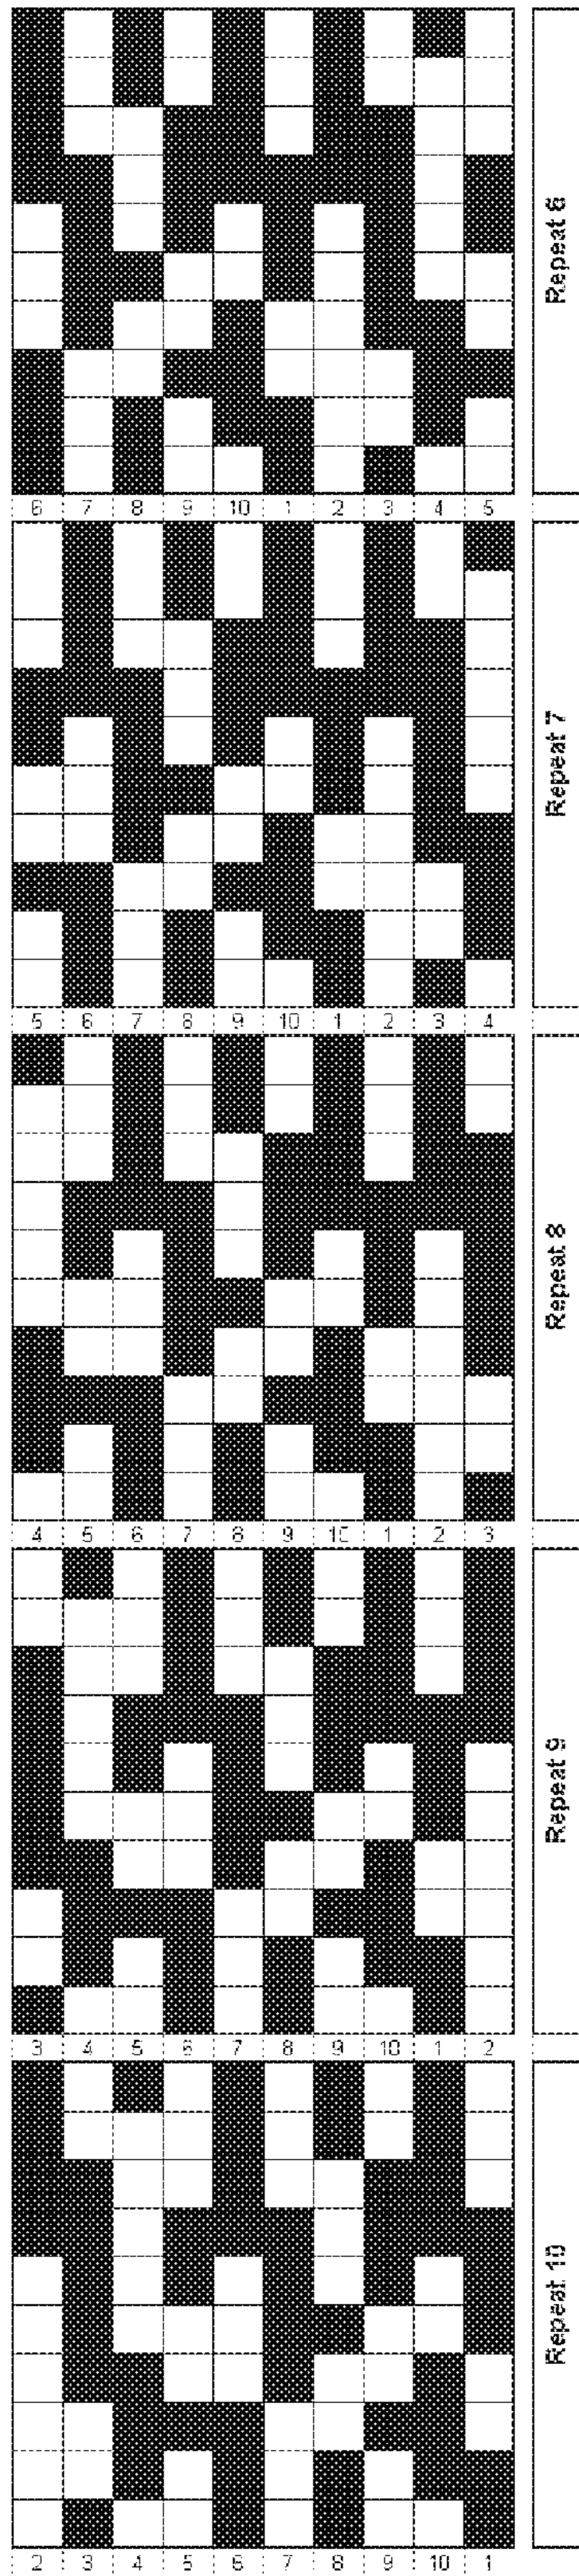 Repeat 6
6 7 8 9 10 1 2 3 4 5
Repeat 7
5 6 7 8 9 10 1 2 3 4
Repeat 8
4 5 6 7 8 9 10 1 2 3
Repeat 9
3 4 5 6 7 8 9 10 1 2
Repeat 10
2 3 4 5 6 7 8 9 10 1